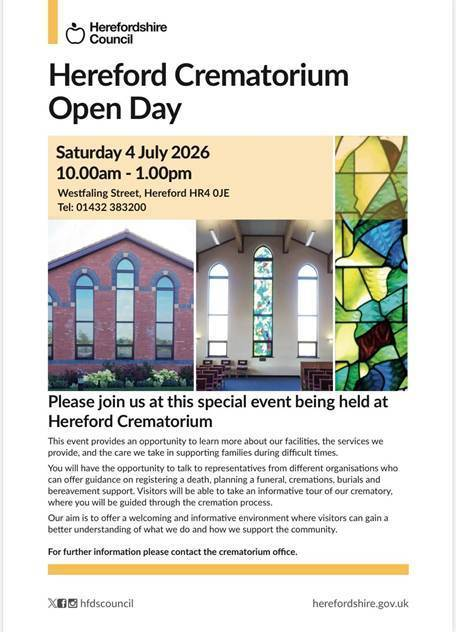 Herefordshire
Council
Hereford Crematorium
Open Day
Saturday 4 July 2026
10.00am - 1.00pm
Westfaling Street, Hereford HR4 0JE
Tel: 01432 383200
Please join us at this special event being held at
Hereford Crematorium
This event provides an opportunity to learn more about our facilities, the services we
provide, and the care we take in supporting families during difficult times.
You will have the opportunity to talk to representatives from different organisations who
can offer guidance on registering a death, planning a funeral, cremations, burials and
bereavement support. Visitors will be able to take an informative tour of our crematory,
where you will be guided through the cremation process.
Our aim is to offer a welcoming and informative environment where visitors can gain a
better understanding of what we do and how we support the community.
For further information please contact the crematorium office.
hfdscouncil
herefordshire.gov.uk